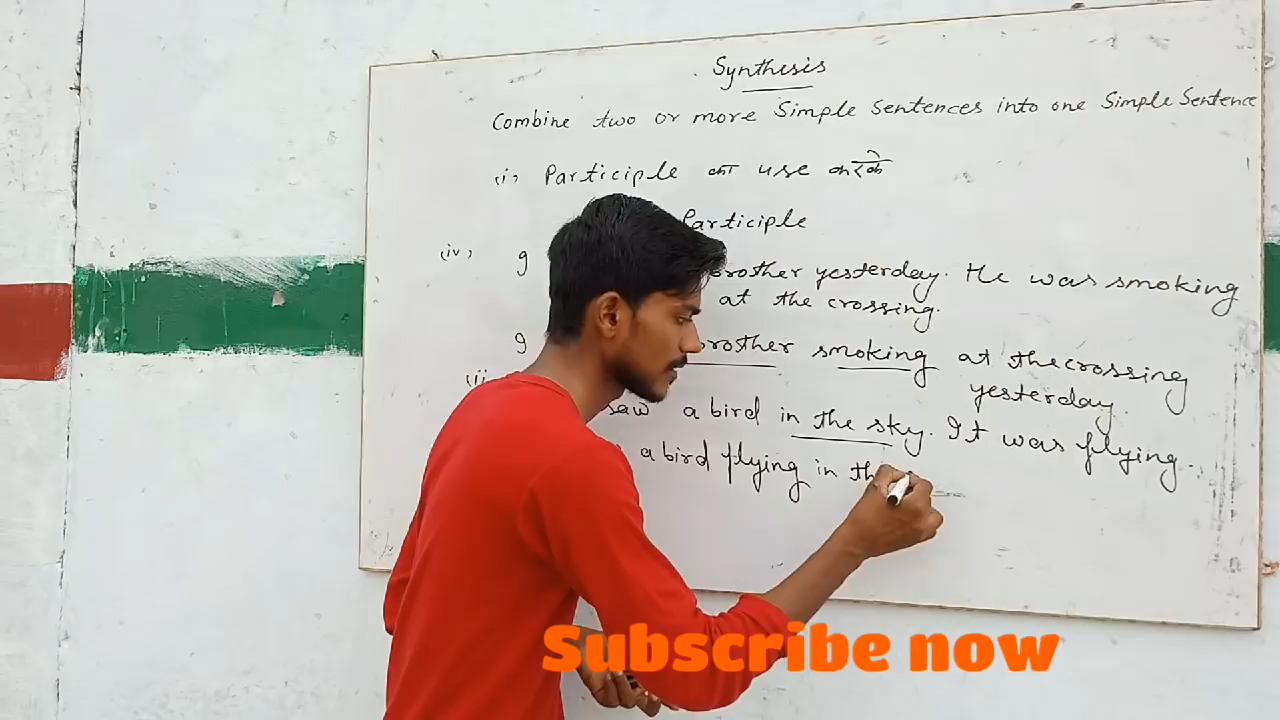 Synthesis
Combine two or more Simple Sentences into one Simple Sentence
(i) Participle का use करके
Participle
(iv) I brother yesterday. He was smoking
at the crossing.
I brother smoking at the crossing
yesterday.
saw a bird in the sky. It was flying.
a bird flying in th
Subscribe now